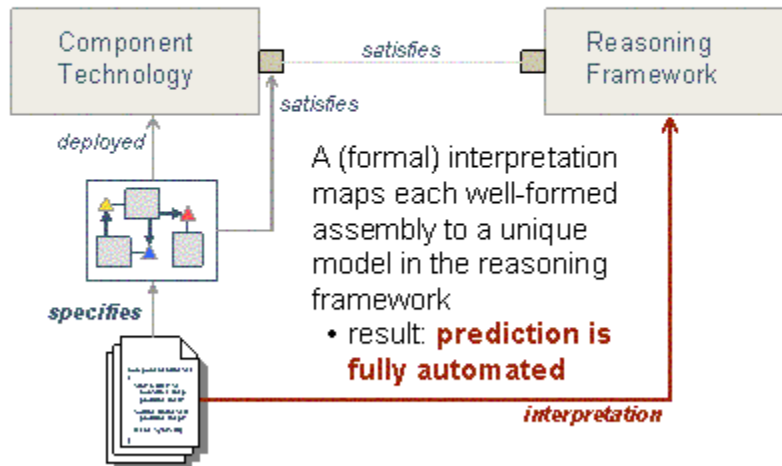 Component
Technology
satisfies
Reasoning
Framework
satisfies
deployed
A (formal) interpretation
maps each well-formed
assembly to a unique
model in the reasoning
framework
• result: prediction is
fully automated
specifies
interpretation